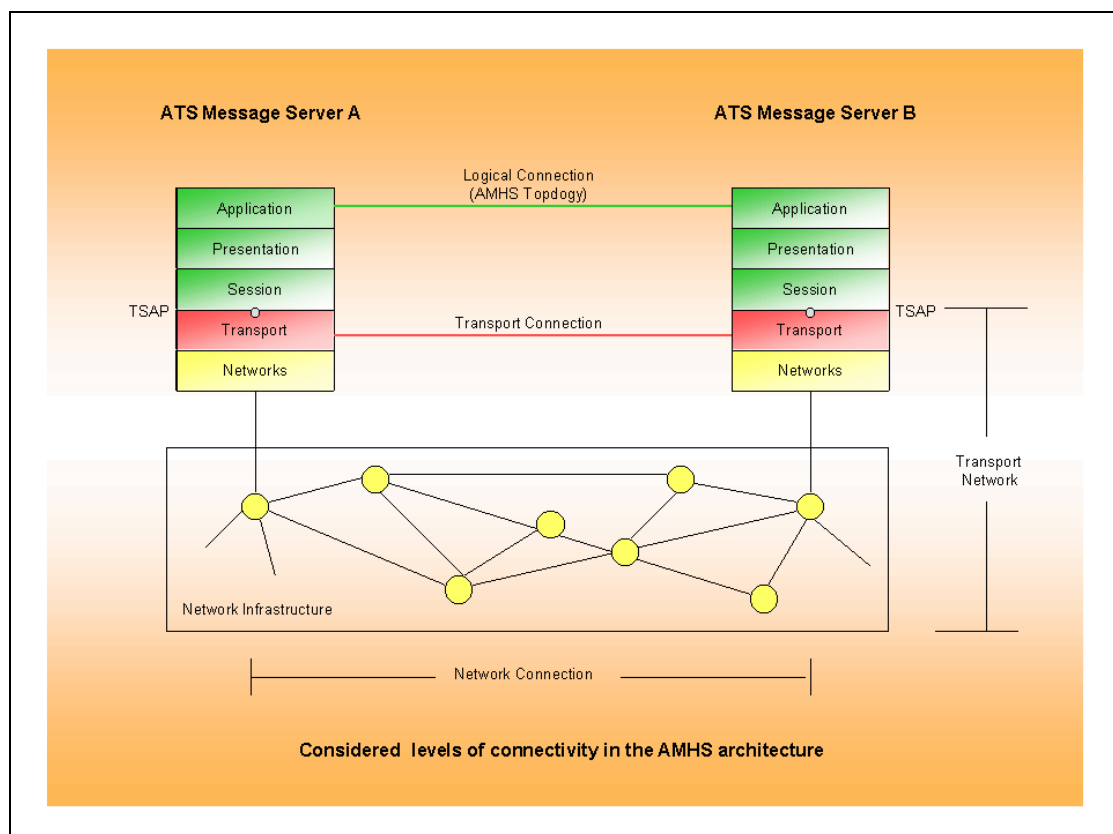 ATS Message Server A
ATS Message Server B
Logical Connection
(AMHS Topdogy)
Application
Presentation
Session
TSAP
Transport
Networks
Transport Connection
Application
Presentation
Session
TSAP
Transport
Networks
Transport
Network
Network Infrastructure
Network Connection
Considered levels of connectivity in the AMHS architecture